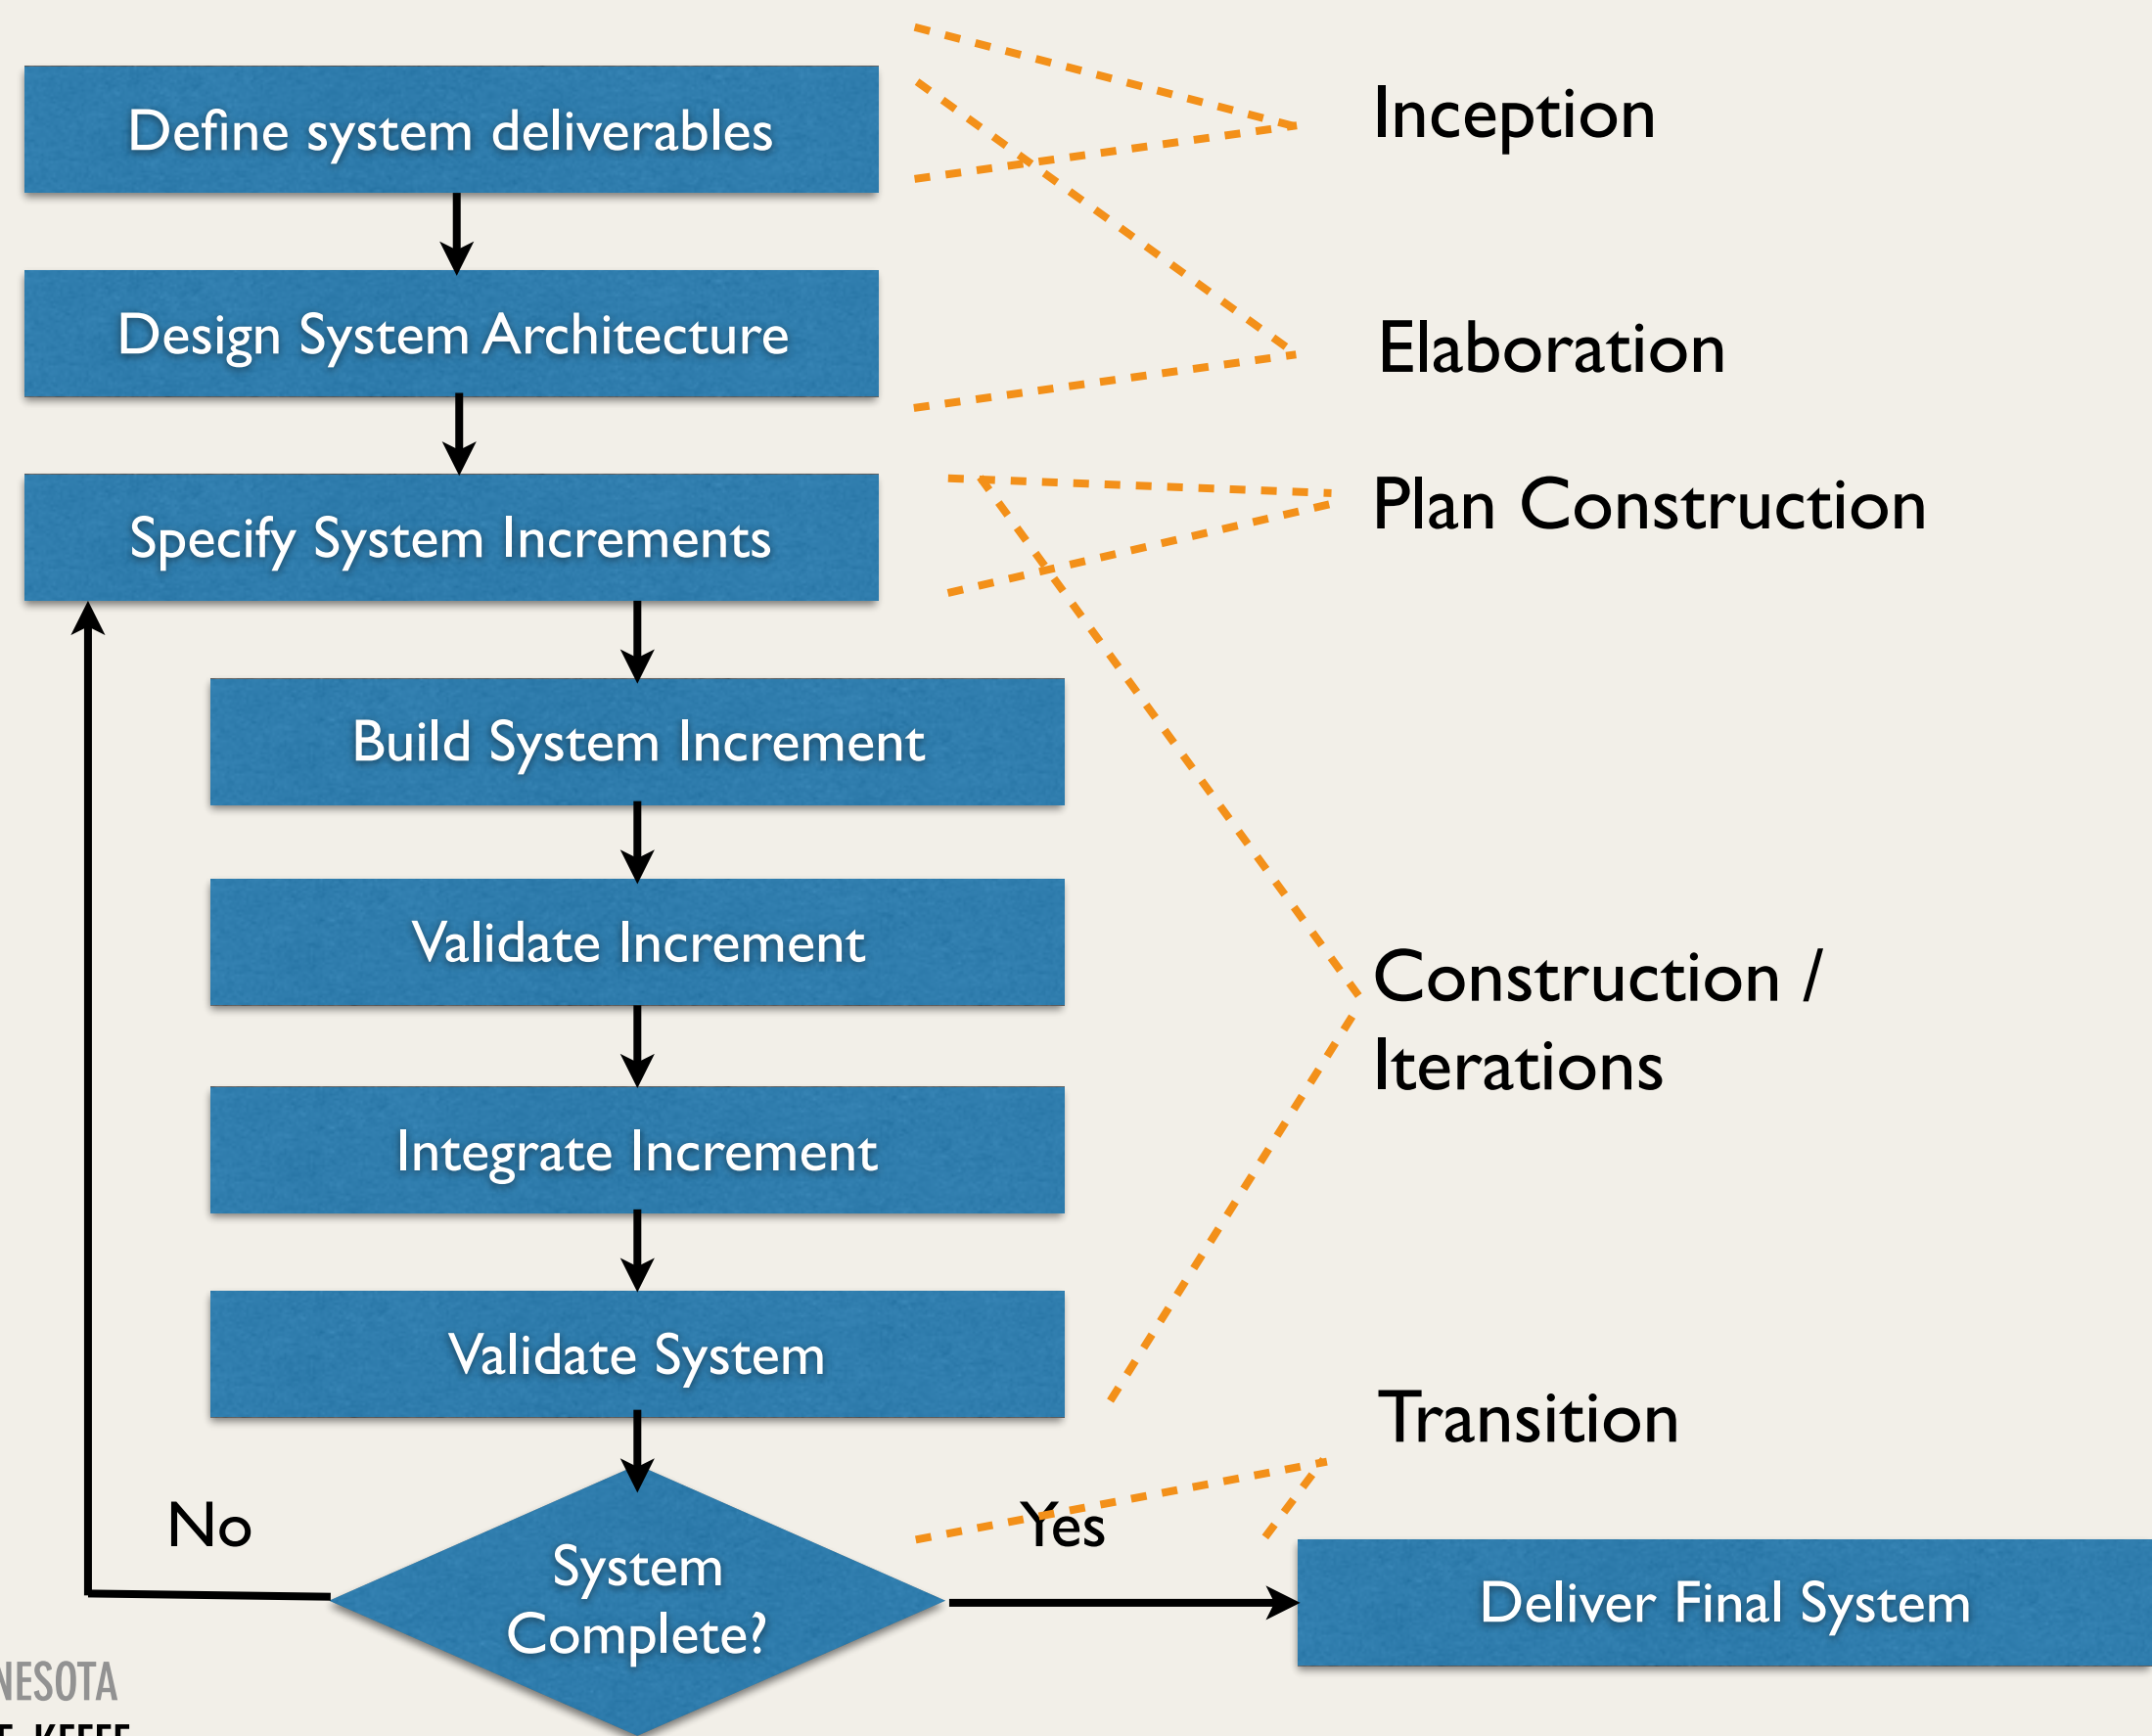 Define system deliverables
Inception
Design System Architecture
Elaboration
Specify System Increments
Plan Construction
Build System Increment
Validate Increment
Construction /
Iterations
Integrate Increment
Validate System
Transition
No
Yes
System
Complete?
Deliver Final System